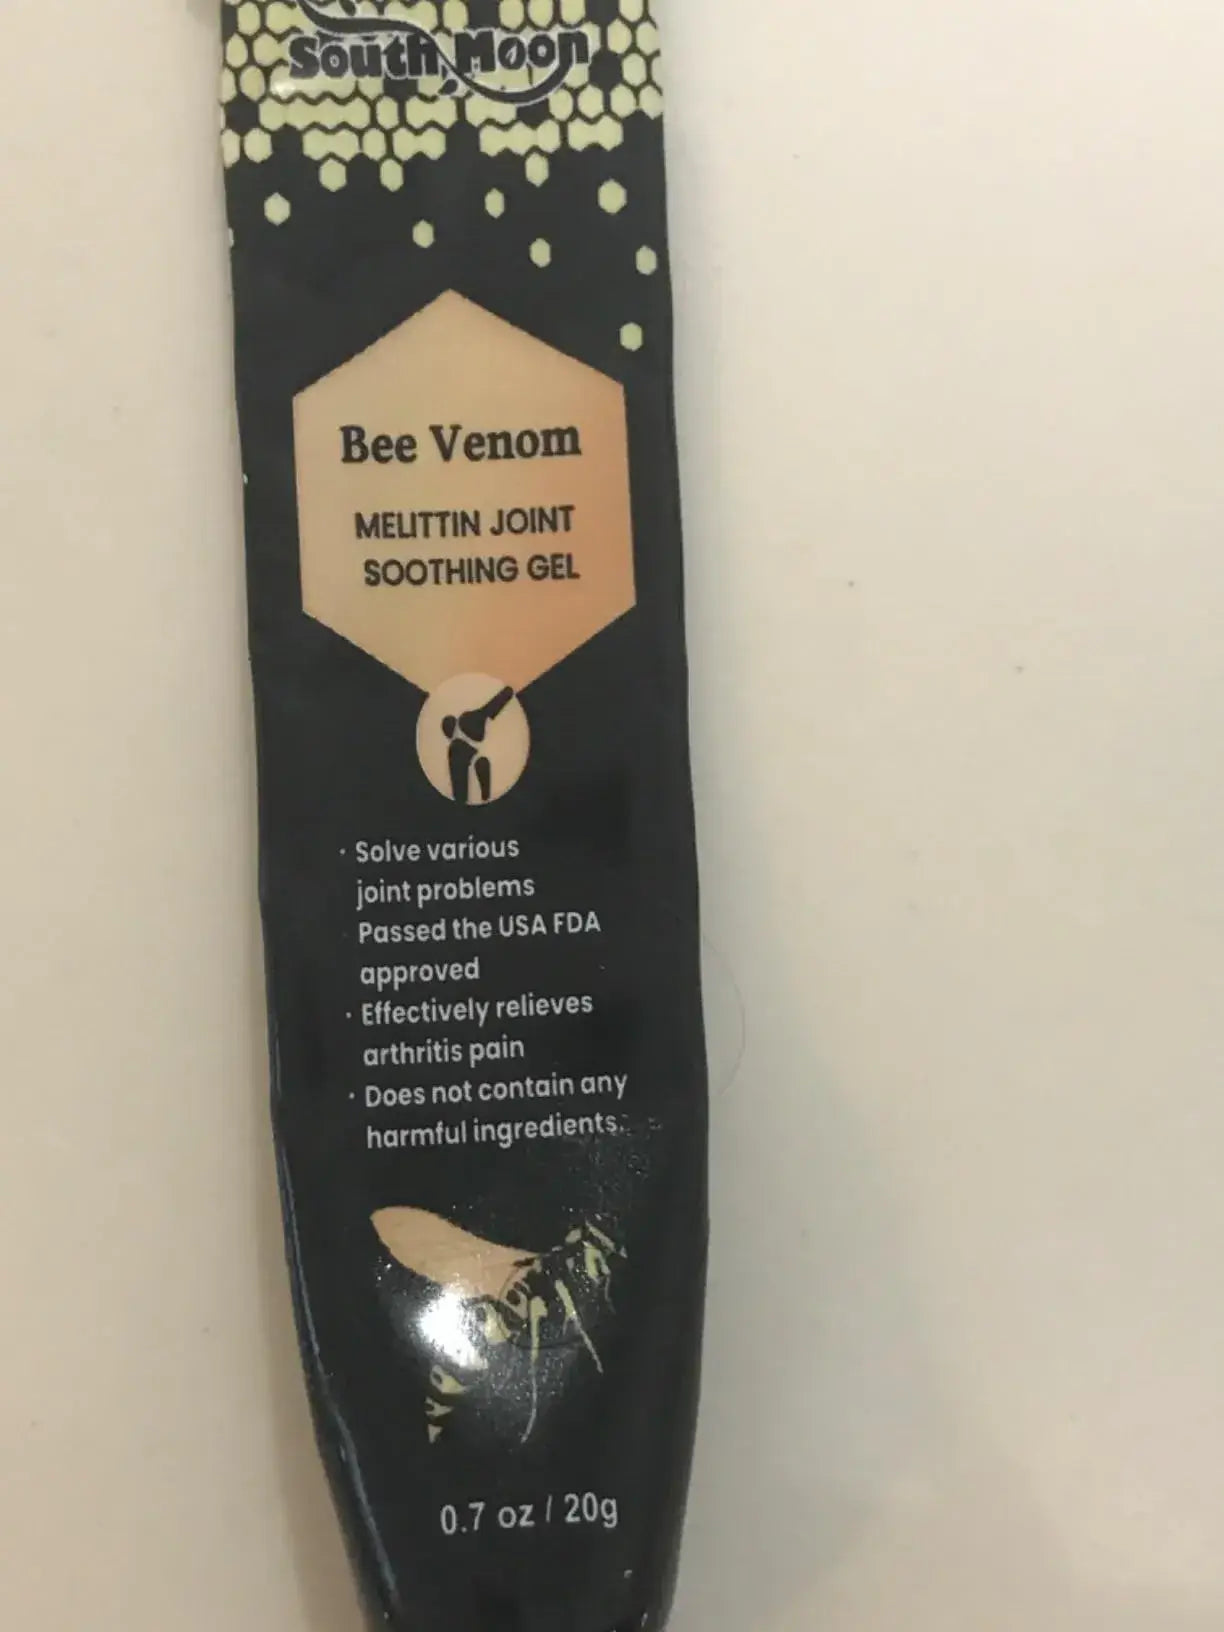 South Moon
Bee Venom
MELITTIN JOINT
SOOTHING GEL
· Solve various
joint problems
Passed the USA FDA
approved
· Effectively relieves
arthritis pain
· Does not contain any
harmful ingredients.
0.7 oz / 20g